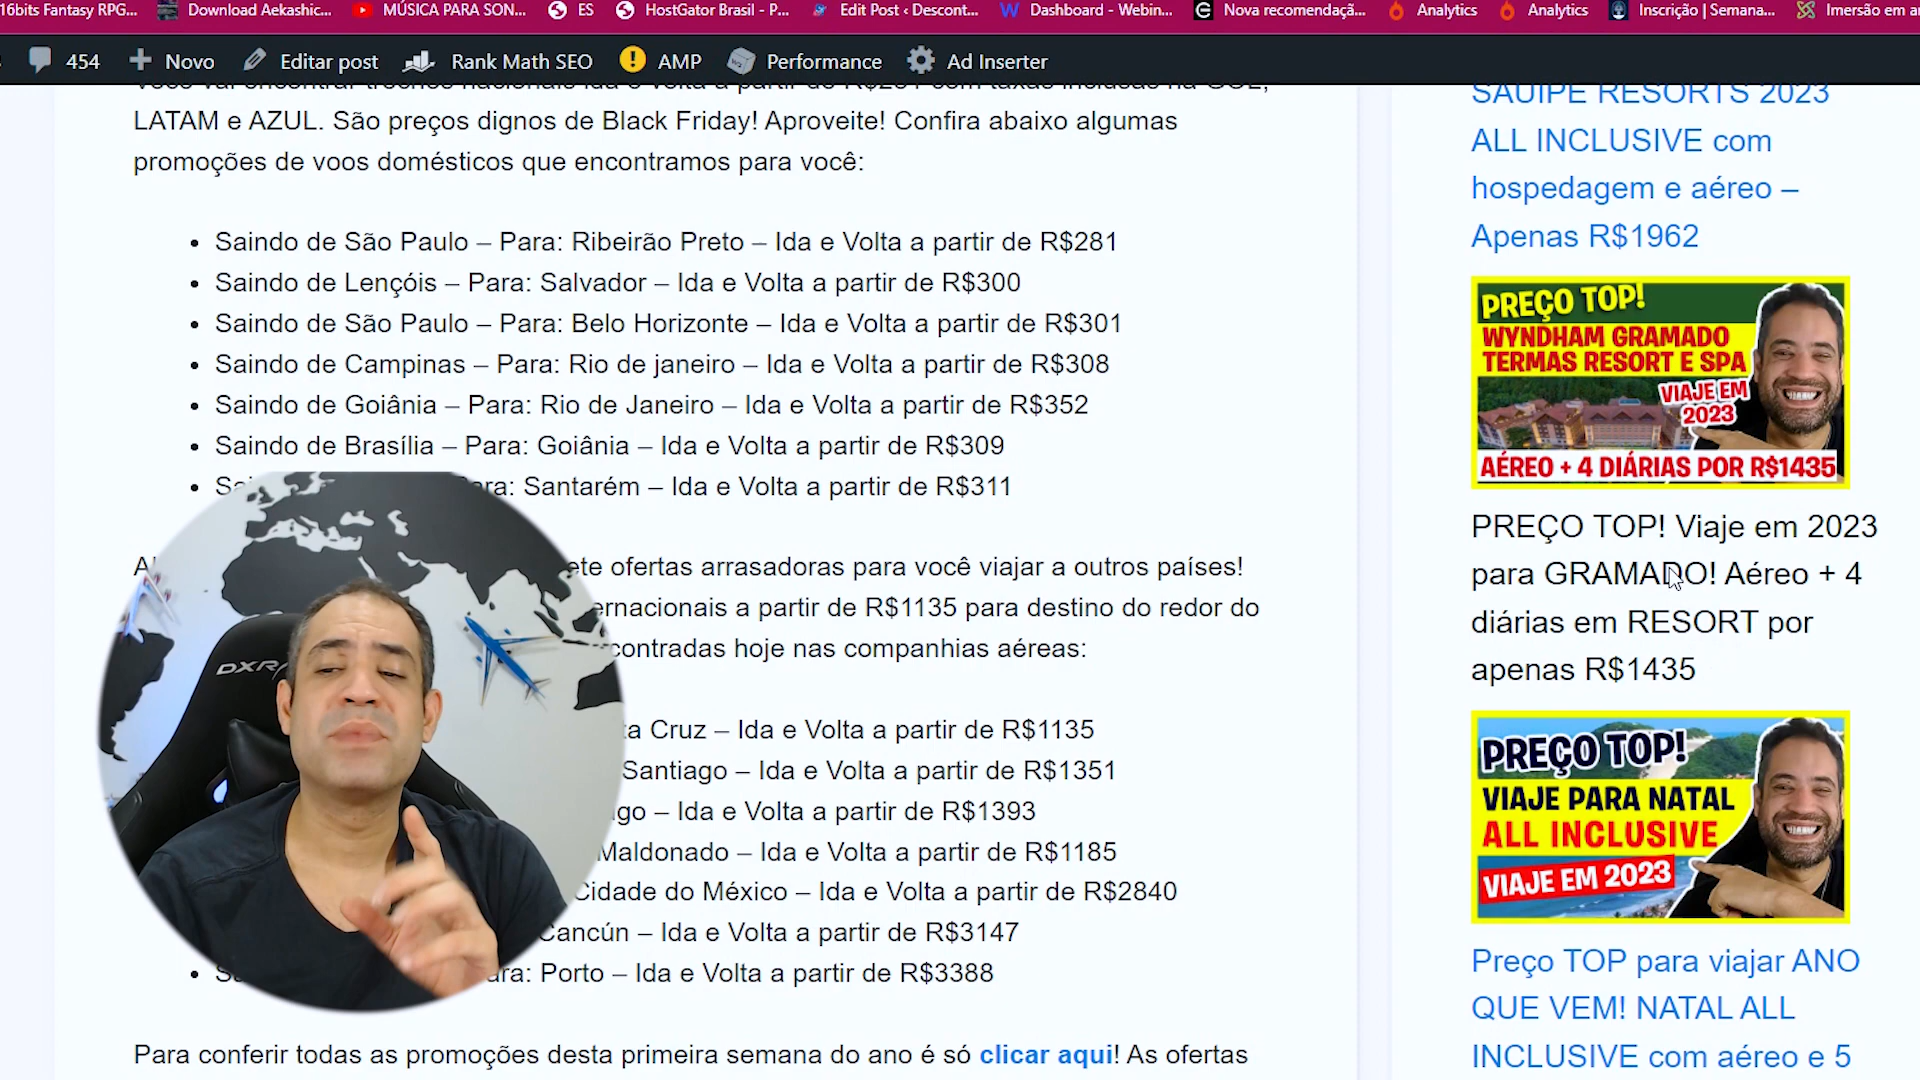 16bits Fantasy RPG... Download Aekashic... MÚSICA PARA SON... ES HostGator Brasil - P... Edit Post ‹ Descont... Dashboard - Webin... Nova recomendaçã... Analytics Analytics Inscrição | Semana... Imersão em
454 Novo Editar post Rank Math SEO AMP Performance Ad Inserter
LATAM e AZUL. São preços dignos de Black Friday! Aproveite! Confira abaixo algumas
promoções de voos domésticos que encontramos para você:
• Saindo de São Paulo – Para: Ribeirão Preto – Ida e Volta a partir de R$281
• Saindo de Lençóis – Para: Salvador – Ida e Volta a partir de R$300
• Saindo de São Paulo – Para: Belo Horizonte – Ida e Volta a partir de R$301
• Saindo de Campinas – Para: Rio de janeiro – Ida e Volta a partir de R$308
• Saindo de Goiânia – Para: Rio de Janeiro – Ida e Volta a partir de R$352
• Saindo de Brasília – Para: Goiânia – Ida e Volta a partir de R$309
Santarém – Ida e Volta a partir de R$311
ofertas arrasadoras para você viajar a outros países!
a partir de R$1135 para destino do redor do
hoje nas companhias aéreas:
Cruz – Ida e Volta a partir de R$1135
Santiago – Ida e Volta a partir de R$1351
– Ida e Volta a partir de R$1393
Maldonado – Ida e Volta a partir de R$1185
Cidade do México – Ida e Volta a partir de R$2840
Cancún – Ida e Volta a partir de R$3147
Porto – Ida e Volta a partir de R$3388
Para conferir todas as promoções desta primeira semana do ano é só clicar aqui! As ofertas
DXR
SAUIPE RESORTS 2023
ALL INCLUSIVE com
hospedagem e aéreo –
Apenas R$1962
PREÇO TOP!
WYNDHAM GRAMADO
TERMAS RESORT E SPA
VIAJE EM
2023
AÉREO + 4 DIÁRIAS POR R$1435
PREÇO TOP! Viaje em 2023
para GRAMADO! Aéreo + 4
diárias em RESORT por
apenas R$1435
PREÇO TOP!
VIAJE PARA NATAL
ALL INCLUSIVE
VIAJE EM 2023
Preço TOP para viajar ANO
QUE VEM! NATAL ALL
INCLUSIVE com aéreo e 5